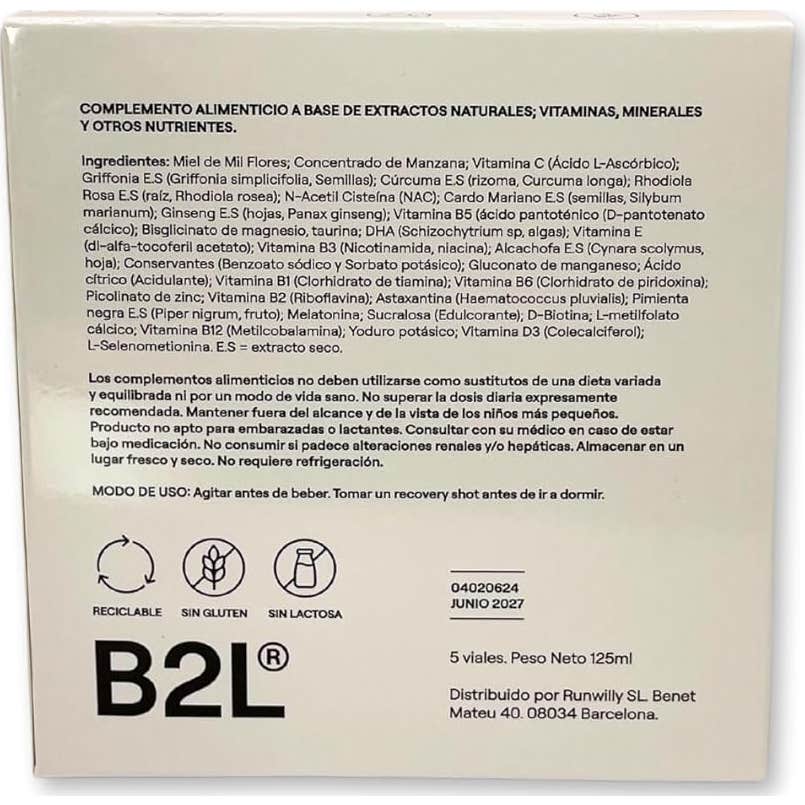 COMPLEMENTO ALIMENTICIO A BASE DE EXTRACTOS NATURALES; VITAMINAS, MINERALES
Y OTROS NUTRIENTES.
Ingredientes: Miel de Mil Flores; Concentrado de Manzana; Vitamina C (Ácido L-Ascórbico);
Griffonia E.S (Griffonia simplicifolia, Semillas); Cúrcuma E.S (rizoma, Curcuma longa); Rhodiola
Rosa E.S (raíz, Rhodiola rosea); N-Acetil Cisteína (NAC); Cardo Mariano E.S (semillas, Silybum
marianum); Ginseng E.S (hojas, Panax ginseng); Vitamina B5 (ácido pantoténico (D-pantotenato
cálcico); Bisglicinato de magnesio, taurina; DHA (Schizochytrium sp, algas); Vitamina E
(dl-alfa-tocoferil acetato); Vitamina B3 (Nicotinamida, niacina); Alcachofa E.S (Cynara scolymus,
hoja); Conservantes (Benzoato sódico y Sorbato potásico); Gluconato de manganeso; Ácido
cítrico (Acidulante); Vitamina B1 (Clorhidrato de tiamina); Vitamina B6 (Clorhidrato de piridoxina);
Picolinato de zinc; Vitamina B2 (Riboflavina); Astaxantina (Haematococcus pluvialis); Pimienta
negra E.S (Piper nigrum, fruto); Melatonina; Sucralosa (Edulcorante); D-Biotina; L-metilfolato
cálcico; Vitamina B12 (Metilcobalamina); Yoduro potásico; Vitamina D3 (Colecalciferol);
L-Selenometionina. E.S = extracto seco.
Los complementos alimenticios no deben utilizarse como sustitutos de una dieta variada
y equilibrada ni por un modo de vida sano. No superar la dosis diaria expresamente
recomendada. Mantener fuera del alcance y de la vista de los niños más pequeños.
Producto no apto para embarazadas o lactantes. Consultar con su médico en caso de estar
bajo medicación. No consumir si padece alteraciones renales y/o hepáticas. Almacenar en un
lugar fresco y seco. No requiere refrigeración.
MODO DE USO: Agitar antes de beber. Tomar un recovery shot antes de ir a dormir.
RECICLABLE SIN GLUTEN SIN LACTOSA
04020624
JUNIO 2027
B2L®
5 viales. Peso Neto 125ml
Distribuido por Runwilly SL. Benet
Mateu 40. 08034 Barcelona.